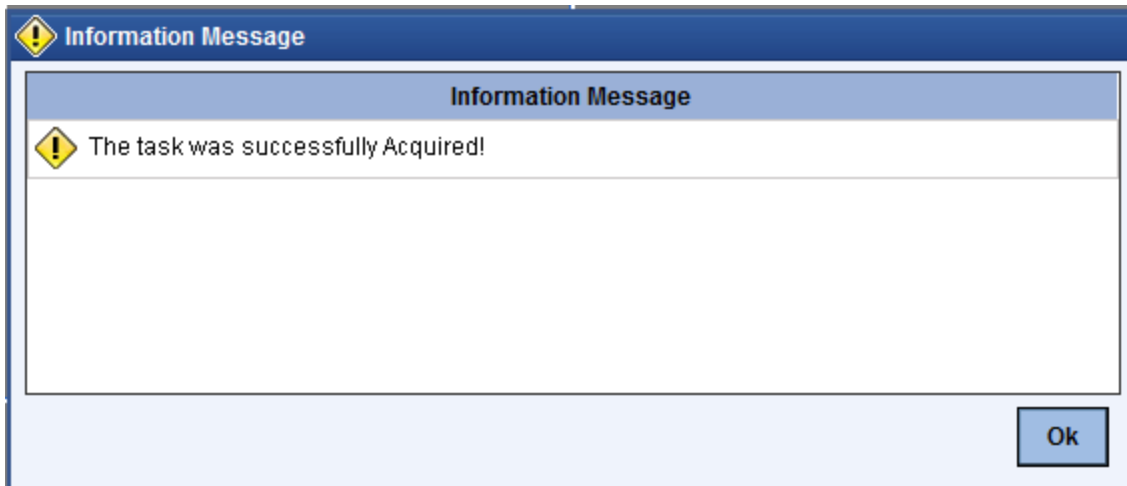 Information Message
Information Message
The task was successfully Acquired!
Ok